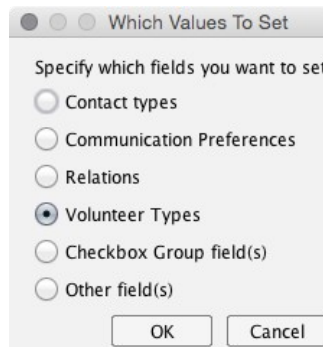 Which Values To Set
Specify which fields you want to set
Contact types
Communication Preferences
Relations
Volunteer Types
Checkbox Group field(s)
Other field(s)
OK Cancel